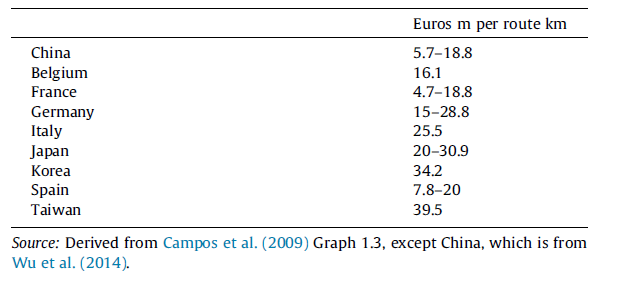 Euros m per route km
China 5.7–18.8
Belgium 16.1
France 4.7–18.8
Germany 15–28.8
Italy 25.5
Japan 20–30.9
Korea 34.2
Spain 7.8–20
Taiwan 39.5
Source: Derived from Campos et al. (2009) Graph 1.3, except China, which is from
Wu et al. (2014).